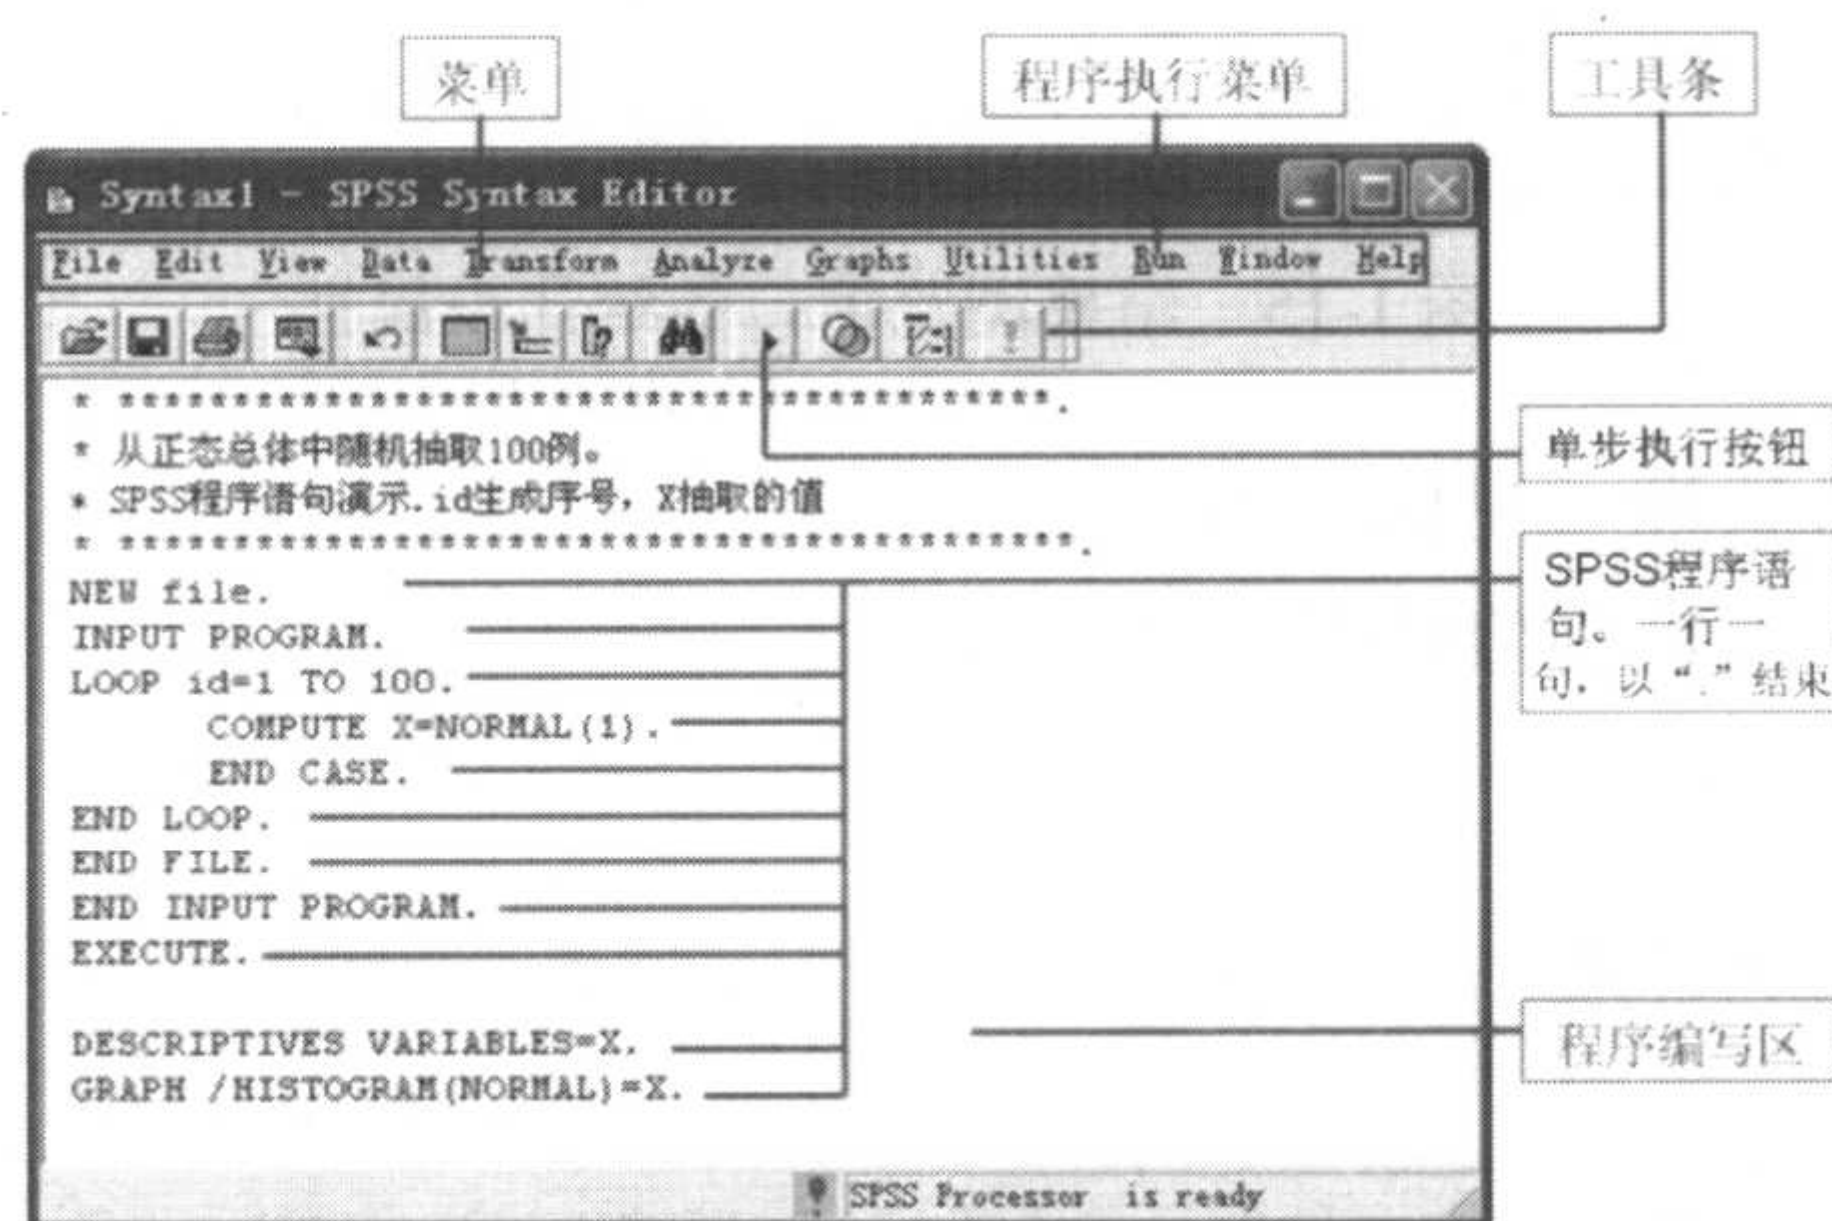 菜单
程序执行菜单
工具条
Syntax1 - SPSS Syntax Editor
File Edit View Data Transform Analyze Graphs Utilities Run Window Help
* *****************************************.
* 从正态总体中随机抽取100例。
* SPSS程序语句演示.id生成序号，X抽取的值
* ******************************************.
单步执行按钮
NEW file.
INPUT PROGRAM.
LOOP id=1 TO 100.
COMPUTE X=NORMAL(1).
END CASE.
END LOOP.
END FILE.
END INPUT PROGRAM.
EXECUTE.
DESCRIPTIVES VARIABLES=X.
GRAPH /HISTOGRAM(NORMAL)=X.
SPSS程序语
句。一行一
句，以“.”结束
程序编写区
SPSS Processor is ready